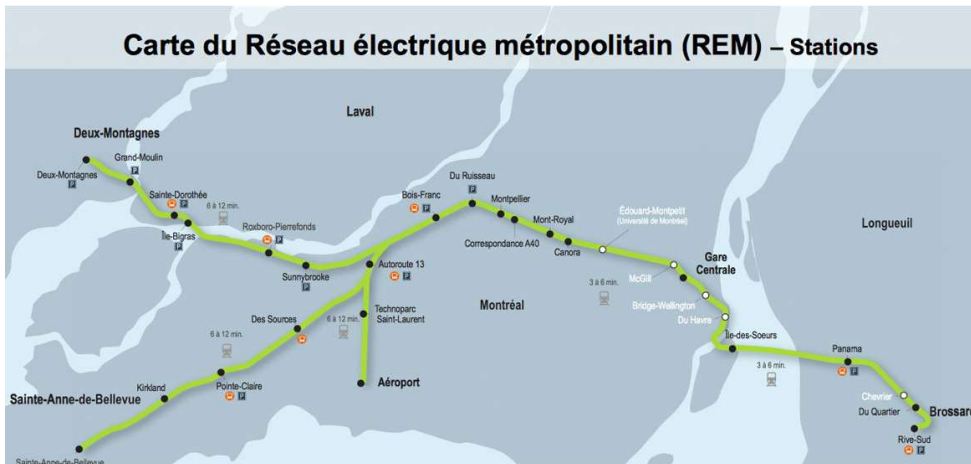 Carte du Réseau électrique métropolitain (REM) – Stations
Laval
Deux-Montagnes
Grand-Moulin
P
Deux-Montagnes
P
Sainte-Dorothée
P
6 à 12 min.
Île-Bigras
P
Roxboro-Pierrefonds
P
Sunnybrooke
P
Bois-Franc
P
Du Ruisseau
P
Montpellier
Correspondance A40
Mont-Royal
Canora
Édouard-Montpetit
(Université de Montréal)
Longueuil
Gare
Centrale
McGill
3 à 6 min.
Bridge-Wellington
Du Havre
Île-des-Soeurs
Montréal
Autoroute 13
P
Technoparc
Saint-Laurent
6 à 12 min.
Des Sources
6 à 12 min.
Aéroport
Pointe-Claire
P
Kirkland
Sainte-Anne-de-Bellevue
Sainte-Anne-de-Bellevue
3 à 6 min.
Panama
P
Chevrier
Du Quartier
Brossard
Rive-Sud
P